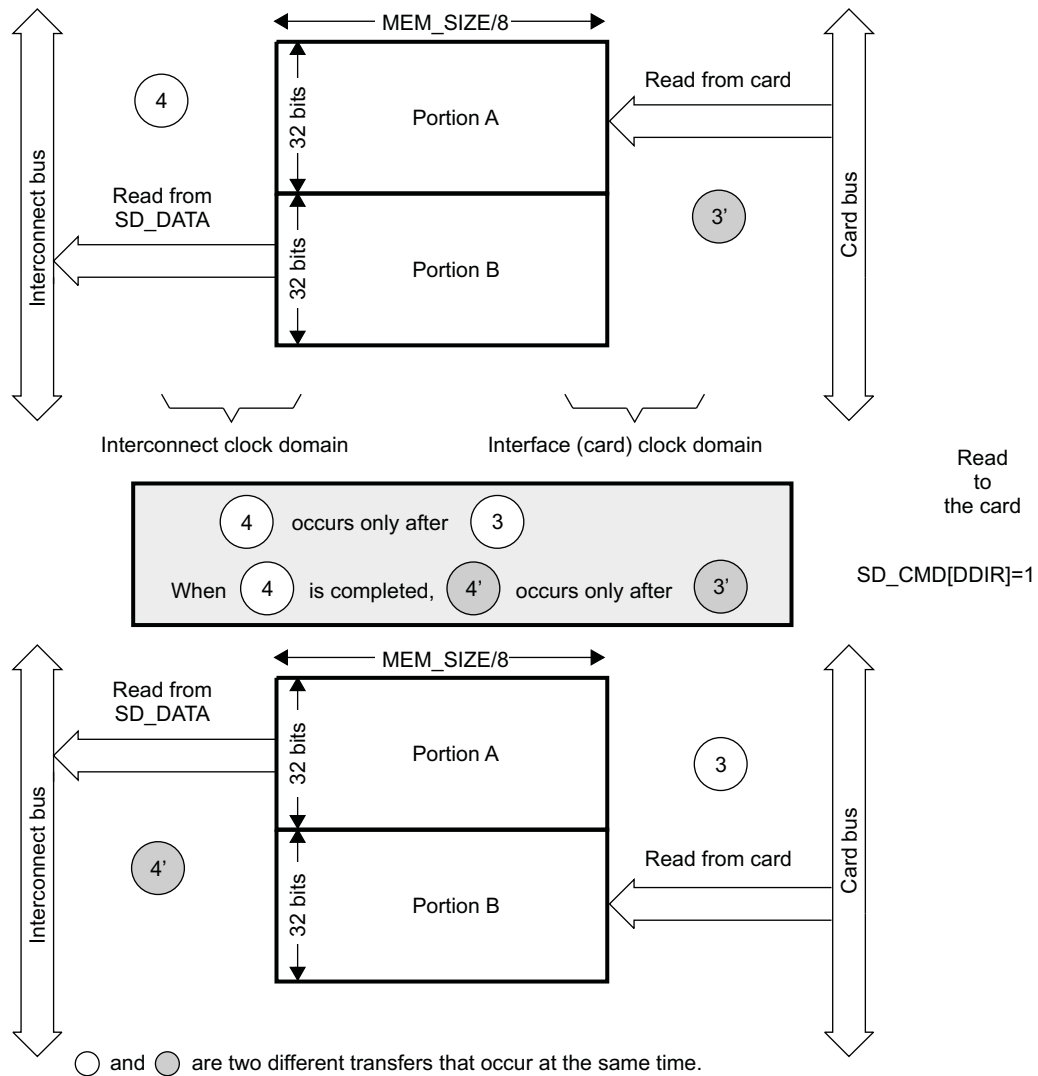 MEM_SIZE/8
Interconnect bus
4
32 bits
Portion A
Read from card
Card bus
Read from
SD_DATA
3’
32 bits
Portion B
Interconnect clock domain
Interface (card) clock domain
Read
to
the card
4 occurs only after 3
When 4 is completed, 4’ occurs only after 3’
SD_CMD[DDIR]=1
MEM_SIZE/8
Interconnect bus
Read from
SD_DATA
32 bits
Portion A
3
Card bus
4’
32 bits
Portion B
Read from card
and are two different transfers that occur at the same time.